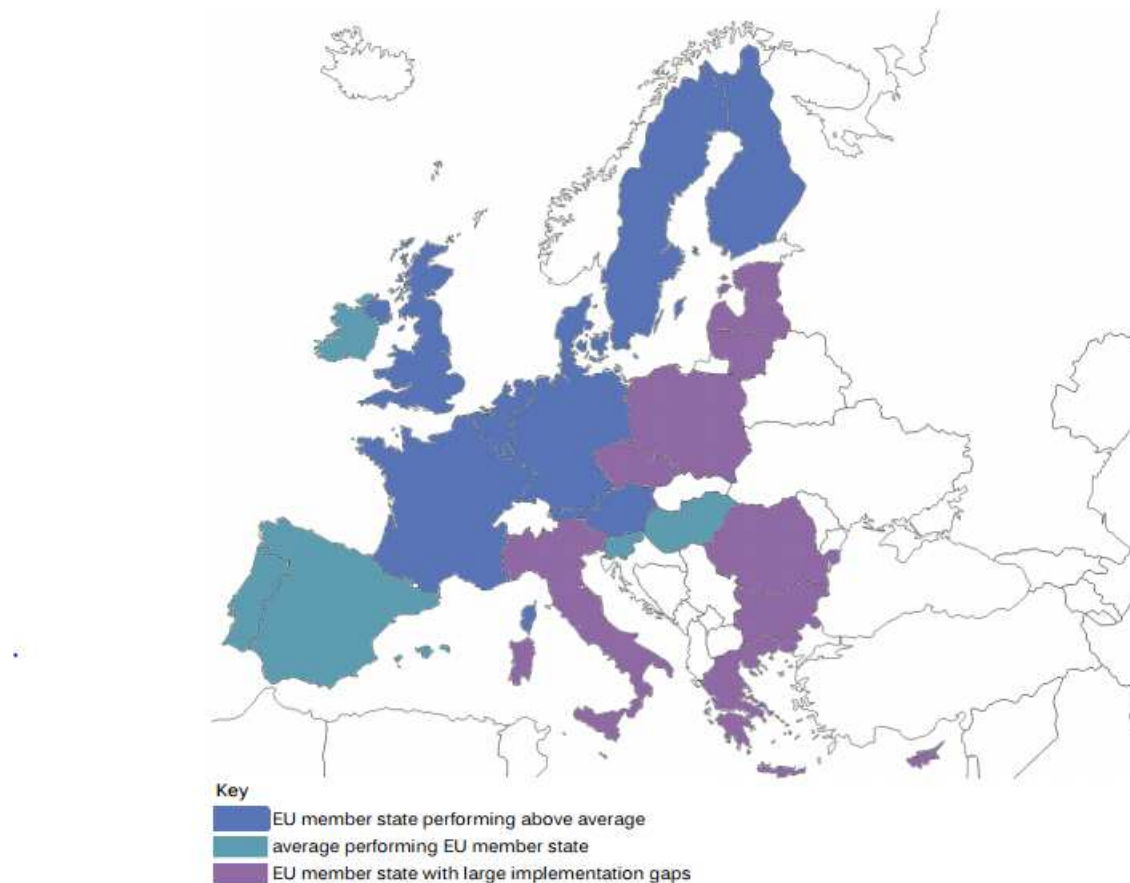 Key
EU member state performing above average
average performing EU member state
EU member state with large implementation gaps